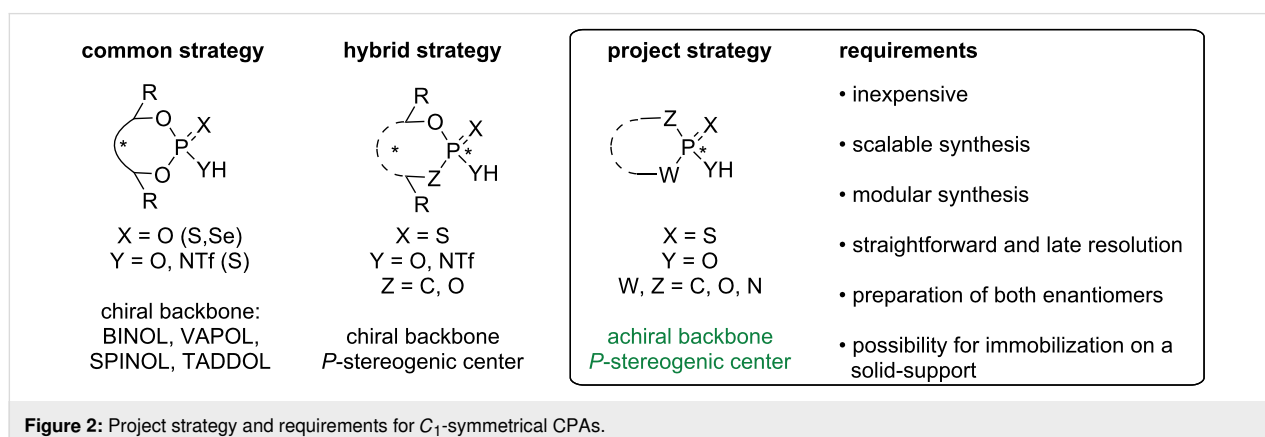 common strategy
R
O
X
*
P
O
YH
R
X = O (S,Se)
Y = O, NTf (S)
chiral backbone:
BINOL, VAPOL,
SPINOL, TADDOL
hybrid strategy
R
O
X
*
P
*
Z
YH
R
X = S
Y = O, NTf
Z = C, O
chiral backbone
P-stereogenic center
project strategy
Z
X
P
*
W
YH
X = S
Y = O
W, Z = C, O, N
achiral backbone
P-stereogenic center
requirements
• inexpensive
• scalable synthesis
• modular synthesis
• straightforward and late resolution
• preparation of both enantiomers
• possibility for immobilization on a
solid-support
Figure 2: Project strategy and requirements for C1-symmetrical CPAs.